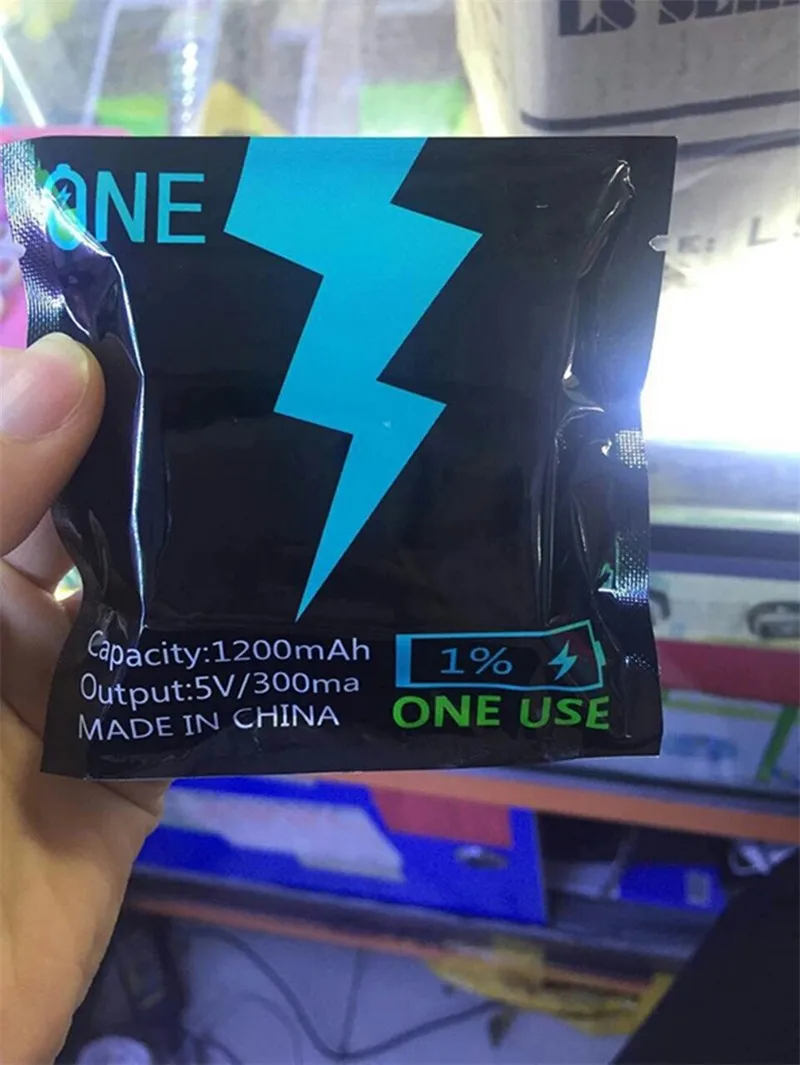 ONE
Capacity:1200mAh
Output:5V/300ma
MADE IN CHINA
1%
ONE USE